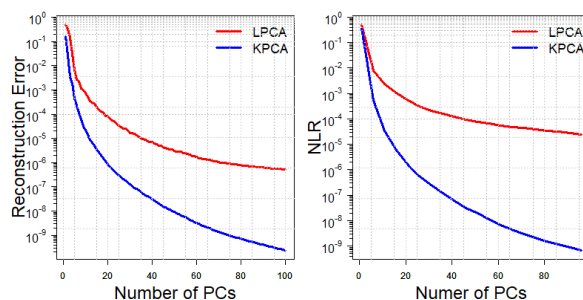 Reconstruction Error
10⁰
10⁻¹
10⁻²
10⁻³
10⁻⁴
10⁻⁵
10⁻⁶
10⁻⁷
10⁻⁸
10⁻⁹
LPCA
KPCA
0 20 40 60 80 100
Number of PCs
NLR
10⁰
10⁻¹
10⁻²
10⁻³
10⁻⁴
10⁻⁵
10⁻⁶
10⁻⁷
10⁻⁸
10⁻⁹
LPCA
KPCA
0 20 40 60 80
Numer of PCs